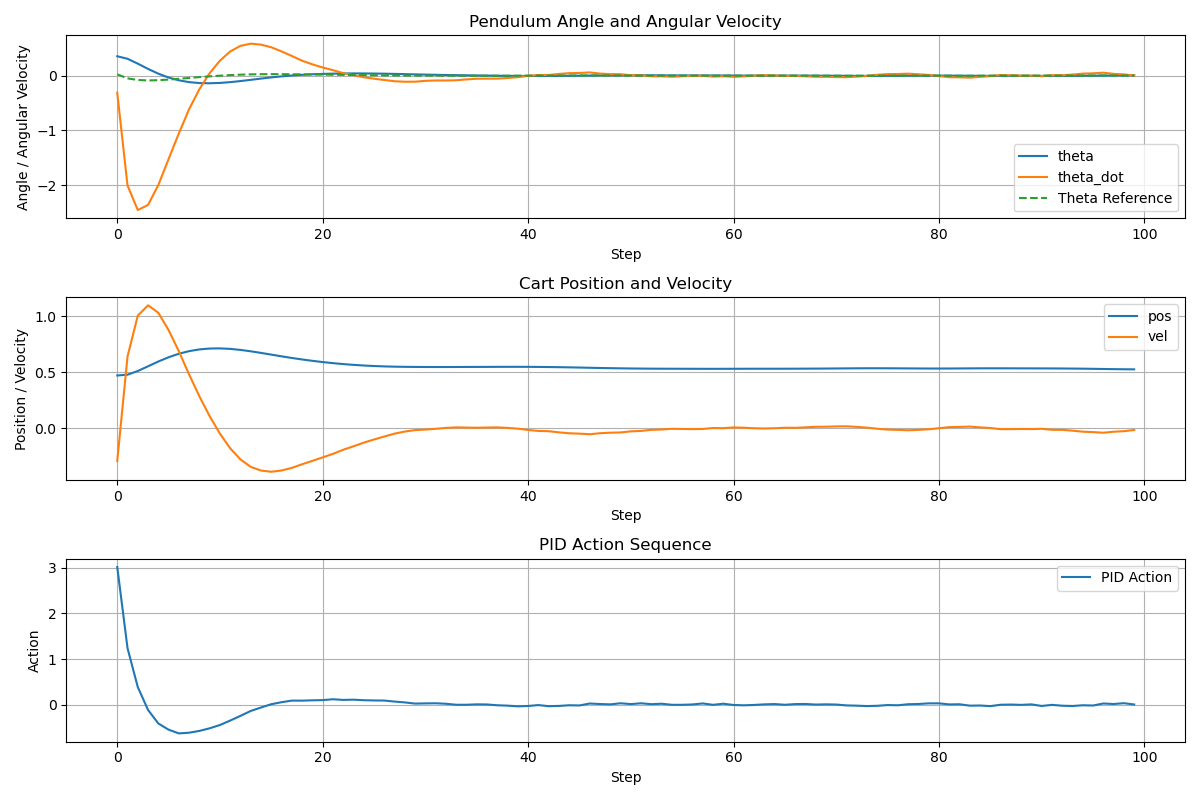 Pendulum Angle and Angular Velocity
Angle / Angular Velocity
0
−1
−2
theta
theta_dot
Theta Reference
0 20 40 60 80 100
Step
Cart Position and Velocity
Position / Velocity
1.0
0.5
0.0
pos
vel
0 20 40 60 80 100
Step
PID Action Sequence
Action
3
2
1
0
PID Action
0 20 40 60 80 100
Step